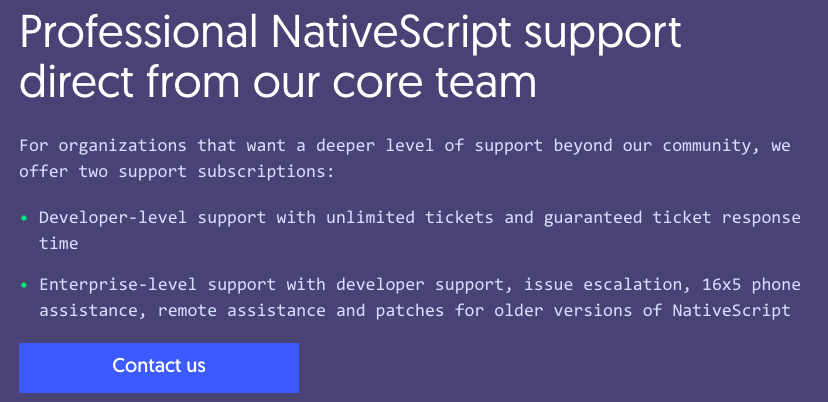 Professional NativeScript support
direct from our core team
For organizations that want a deeper level of support beyond our community, we
offer two support subscriptions:
• Developer-level support with unlimited tickets and guaranteed ticket response
time
• Enterprise-level support with developer support, issue escalation, 16x5 phone
assistance, remote assistance and patches for older versions of NativeScript
Contact us